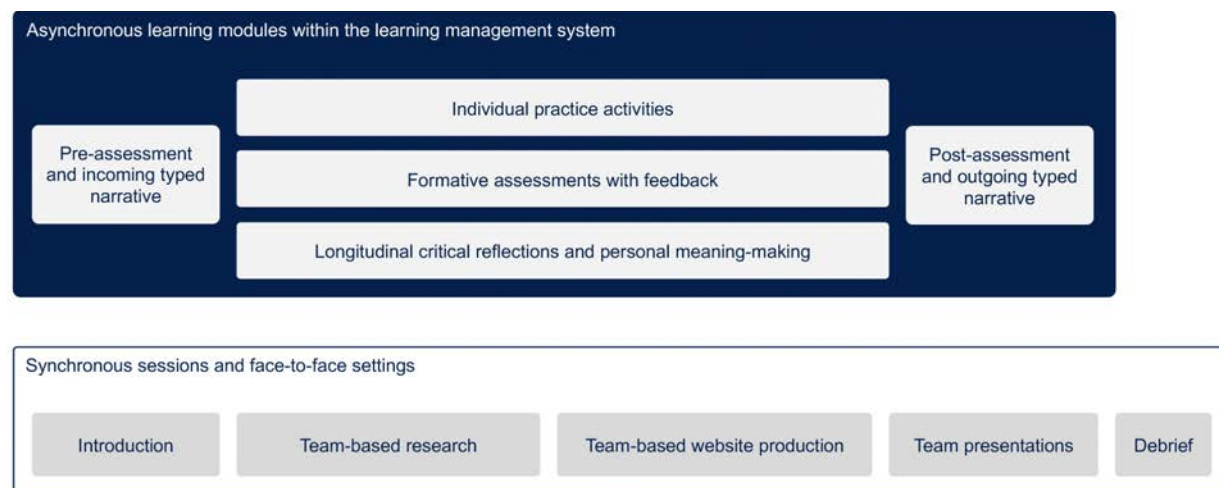 Asynchronous learning modules within the learning management system
Individual practice activities
Pre-assessment
and incoming typed
narrative
Formative assessments with feedback
Post-assessment
and outgoing typed
narrative
Longitudinal critical reflections and personal meaning-making
Synchronous sessions and face-to-face settings
Introduction
Team-based research
Team-based website production
Team presentations
Debrief